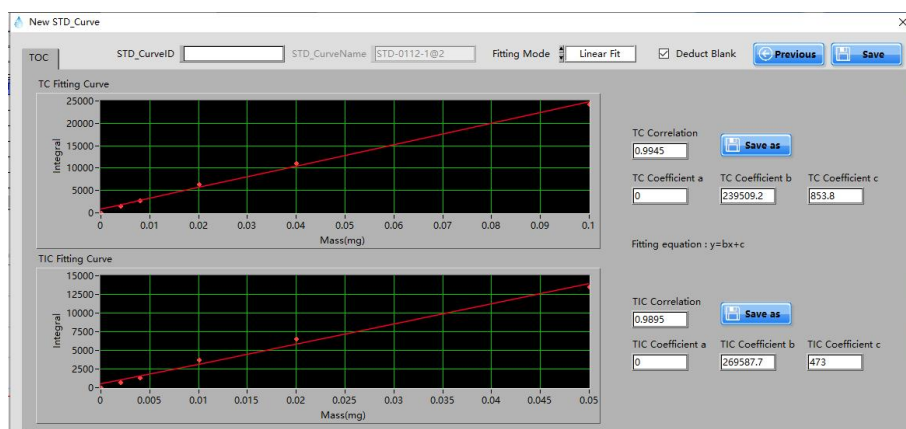 New STD_Curve
TOC
STD_CurveID STD_CurveName STD-0112-1@2 Fitting Mode Linear Fit Deduct Blank Previous Save
TC Fitting Curve
25000
20000
15000
10000
5000
0
Integral
0 0.01 0.02 0.03 0.04 0.05 0.06 0.07 0.08 0.09 0.1
Mass(mg)
TC Correlation
0.9945 Save as
TC Coefficient a TC Coefficient b TC Coefficient c
0 239509.2 853.8
Fitting equation : y=bx+c
TIC Fitting Curve
15000
12500
10000
7500
5000
2500
0
Integral
0 0.005 0.01 0.015 0.02 0.025 0.03 0.035 0.04 0.045 0.05
Mass(mg)
TIC Correlation
0.9895 Save as
TIC Coefficient a TIC Coefficient b TIC Coefficient c
0 269587.7 473